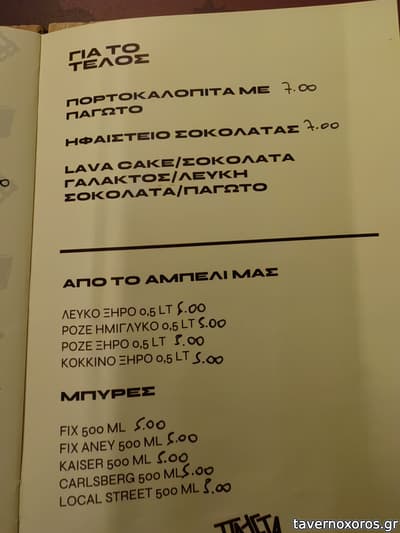 ΓΙΑ ΤΟ
ΤΕΛΟΣ
ΠΟΡΤΟΚΑΛΟΠΙΤΑ ΜΕ 7.00
ΠΑΓΩΤΟ
ΗΦΑΙΣΤΕΙΟ ΣΟΚΟΛΑΤΑΣ 7.00
LAVA CAKE/ΣΟΚΟΛΑΤΑ
ΓΑΛΑΚΤΟΣ/ΛΕΥΚΗ
ΣΟΚΟΛΑΤΑ/ΠΑΓΩΤΟ
ΑΠΟ ΤΟ ΑΜΠΕΛΙ ΜΑΣ
ΛΕΥΚΟ ΞΗΡΟ 0,5 LT 5.00
ΡΟΖΕ ΗΜΙΓΛΥΚΟ 0,5 LT 5.00
ΡΟΖΕ ΞΗΡΟ 0,5 LT 5.00
ΚΟΚΚΙΝΟ ΞΗΡΟ 0,5 LT 5.00
ΜΠΥΡΕΣ
FIX 500 ML 5.00
FIX ΑΝΕΥ 500 ML 5.00
KAISER 500 ML 5.00
CARLSBERG 500 ML 5.00
LOCAL STREET 500 ML 5.00
tavernoxoros.gr